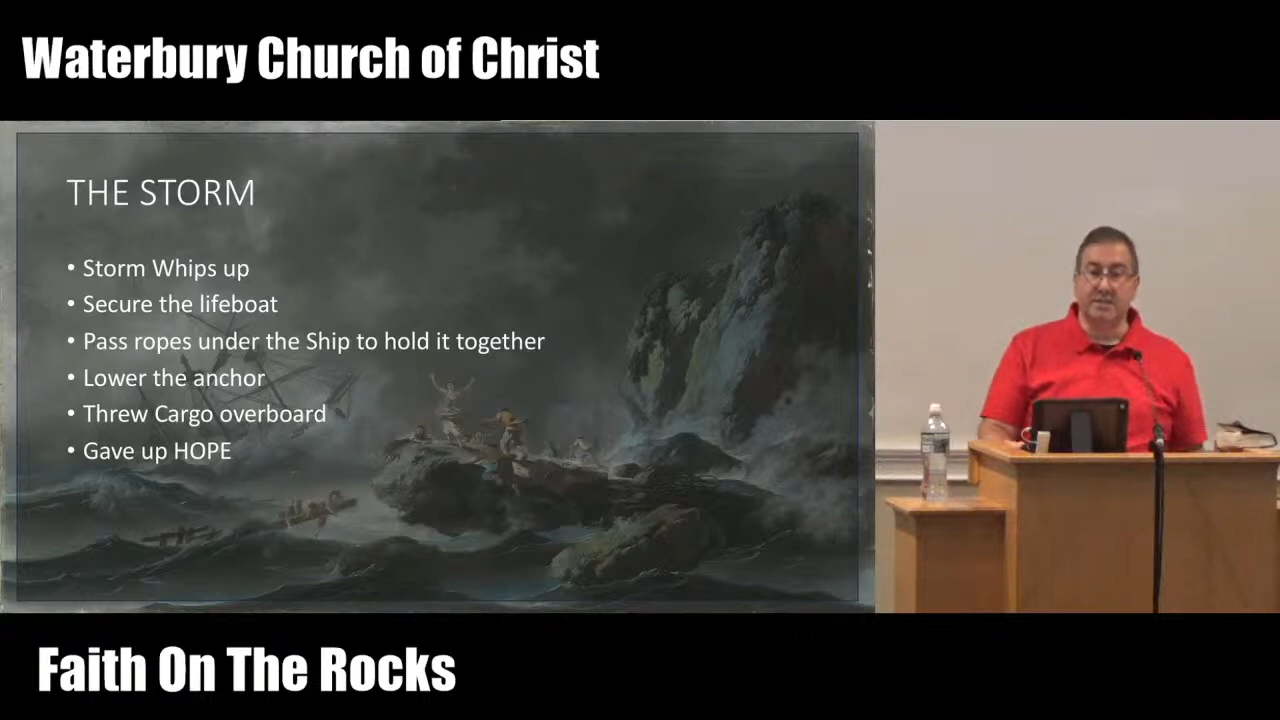 Waterbury Church of Christ
THE STORM
• Storm Whips up
• Secure the lifeboat
• Pass ropes under the Ship to hold it together
• Lower the anchor
• Threw Cargo overboard
• Gave up HOPE
Faith On The Rocks